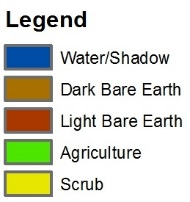 Legend
Water/Shadow
Dark Bare Earth
Light Bare Earth
Agriculture
Scrub